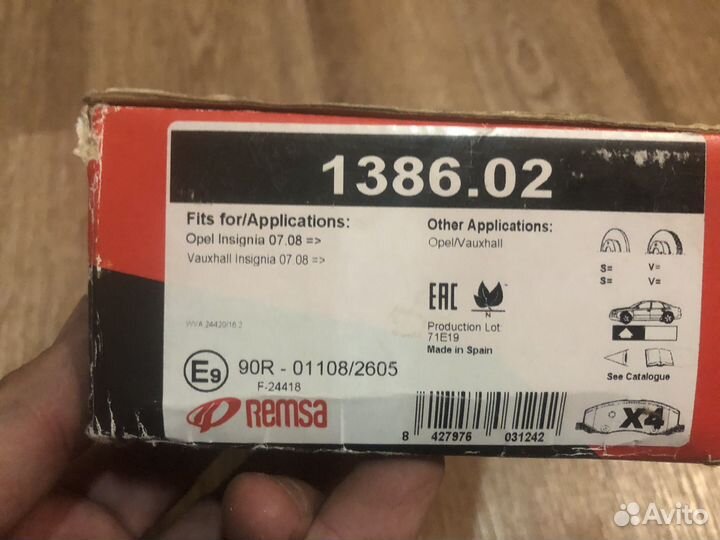 1386.02
Fits for/Applications:
Opel Insignia 07.08 =>
Vauxhall Insignia 07.08 =>
Other Applications:
Opel/Vauxhall
S= V=
S= V=
WVA 24420/16.2
EAC
N
Production Lot:
71E19
Made in Spain
See Catalogue
E9 90R - 01108/2605
F-24418
Remsa
8 427976 031242
X4
Avito